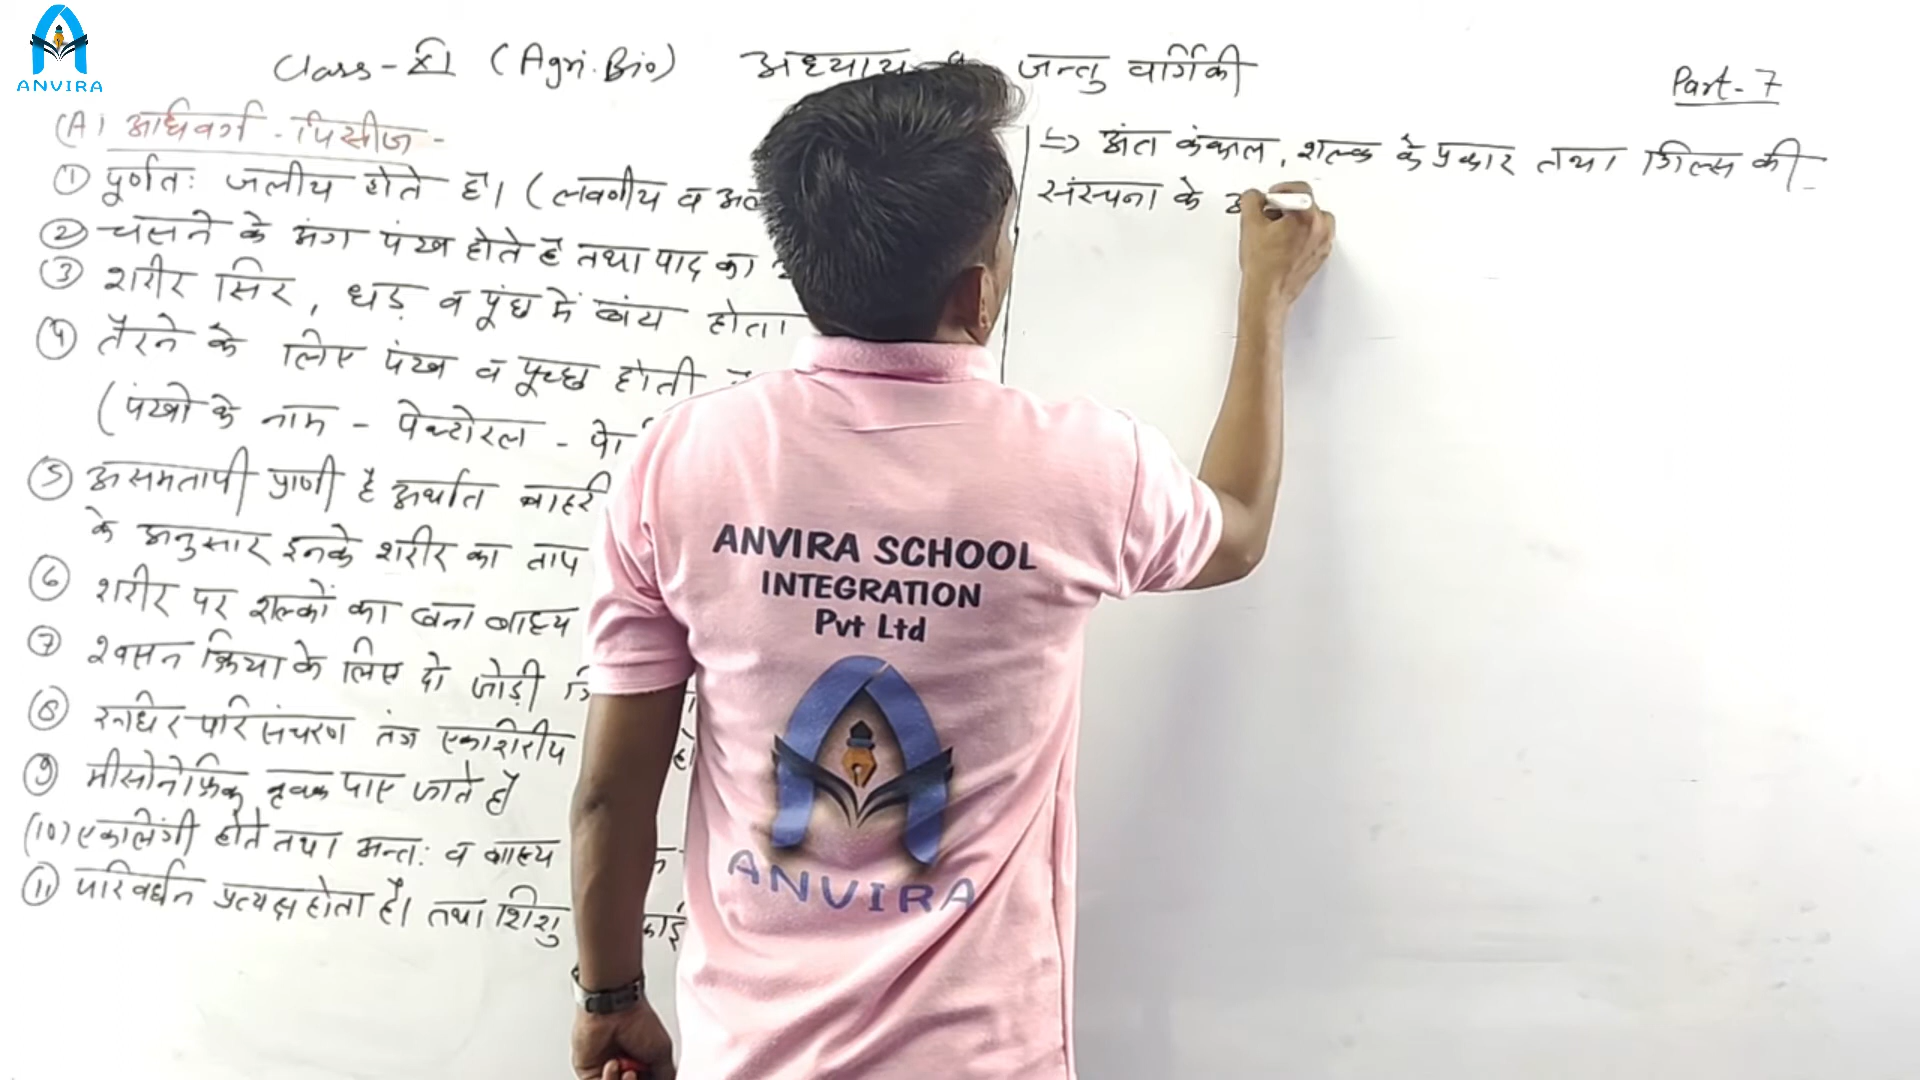 ANVIRA
Class-XI (Agri. Bio) अध्याय जन्तु वर्गिकी
Part-7
(A) अधिवर्ग - पिसीज -
① पूर्णतः जलीय होते है। (लवणीय व
② चलने के अंग पंख होते है तथा पाद का
③ शरीर सिर, धड़ व पूंछ में बंटा होता
④ तैरने के लिए पंख व पूच्छ होती
(पंखो के नाम - पेक्टोरल -
⑤ असमतापी प्राणी है अर्थात बाहरी
के अनुसार इनके शरीर का ताप
⑥ शरीर पर शल्कों का बना बाह्य
⑦ श्वसन क्रिया के लिए दो जोड़ी
⑧ रूधिर परिसंचरण तंत्र एकशिरीय
⑨ मीसोनेफ्रिक वृक्क पाए जाते है
(10) एकलिंगी होते तथा अन्तः व बाह्य
⑪ परिवर्धन प्रत्यक्ष होता है। तथा शिशु
↳ अंत कंकाल, शल्क के प्रकार तथा गिल्स की
संरचना के
ANVIRA SCHOOL
INTEGRATION
Pvt Ltd
ANVIRA